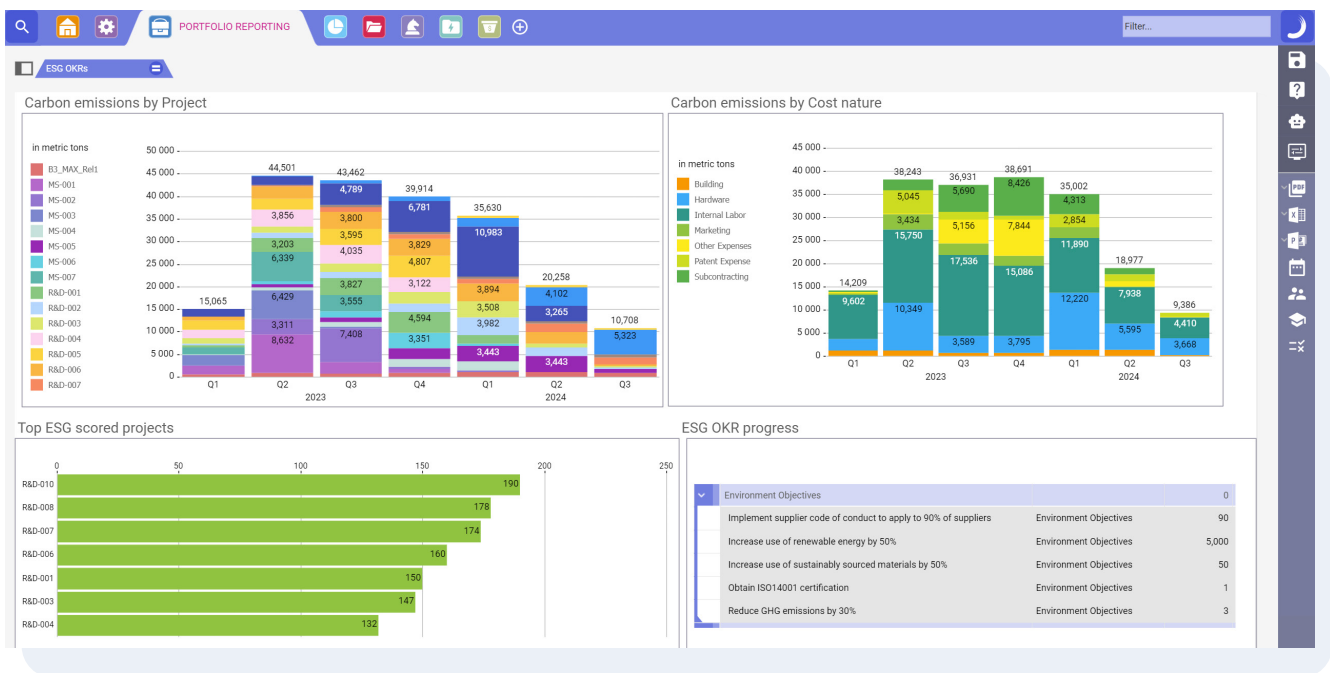 PORTFOLIO REPORTING
Filter...
ESG OKRs
Carbon emissions by Project
in metric tons
B3_MAX_Rel1
MS-001
MS-002
MS-003
MS-004
MS-005
MS-006
MS-007
R&D-001
R&D-002
R&D-003
R&D-004
R&D-005
R&D-006
R&D-007
50 000
45 000
40 000
35 000
30 000
25 000
20 000
15 000
10 000
5 000
0
15,065
44,501
3,856
3,203
6,339
6,429
3,311
8,632
43,462
4,789
3,800
3,595
4,035
3,827
3,555
7,408
39,914
6,781
3,829
4,807
3,122
4,594
3,351
35,630
10,983
3,894
3,508
3,982
3,443
20,258
4,102
3,265
3,443
10,708
5,323
Q1 Q2 Q3 Q4 Q1 Q2 Q3
2023 2024
Carbon emissions by Cost nature
in metric tons
Building
Hardware
Internal Labor
Marketing
Other Expenses
Patent Expense
Subcontracting
45 000
40 000
35 000
30 000
25 000
20 000
15 000
10 000
5 000
0
14,209
9,602
38,243
5,045
3,434
15,750
10,349
36,931
5,690
5,156
17,536
3,589
38,691
8,426
7,844
15,086
3,795
35,002
4,313
2,854
11,890
12,220
18,977
7,938
5,595
9,386
4,410
3,668
Q1 Q2 Q3 Q4 Q1 Q2 Q3
2023 2024
Top ESG scored projects
0 50 100 150 200 250
R&D-010 190
R&D-008 178
R&D-007 174
R&D-006 160
R&D-001 150
R&D-003 147
R&D-004 132
ESG OKR progress
Environment Objectives 0
Implement supplier code of conduct to apply to 90% of suppliers Environment Objectives 90
Increase use of renewable energy by 50% Environment Objectives 5,000
Increase use of sustainably sourced materials by 50% Environment Objectives 50
Obtain ISO14001 certification Environment Objectives 1
Reduce GHG emissions by 30% Environment Objectives 3
PDF
X
P